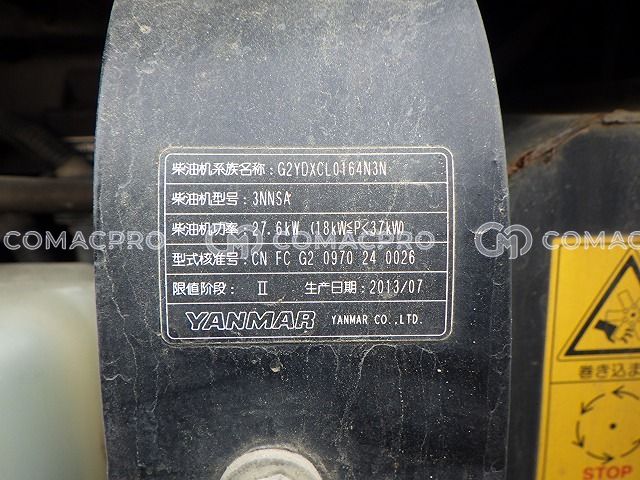 柴油机系族名称：G2YDXCL0164N3N
柴油机型号：3NNSA
柴油机功率：27.6kW (18kW≤P<37kW)
COMACPRO COMACPRO COMACPRO
型式核准号：CN FC G2 0970 24 0026
限值阶段： Ⅱ 生产日期：2013/07
YANMAR YANMAR CO.,LTD.
巻き込ま
STOP